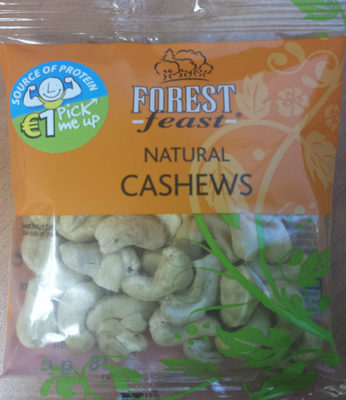 SOURCE OF PROTEIN
€1 PICK
me up
FOREST
feast
NATURAL
CASHEWS